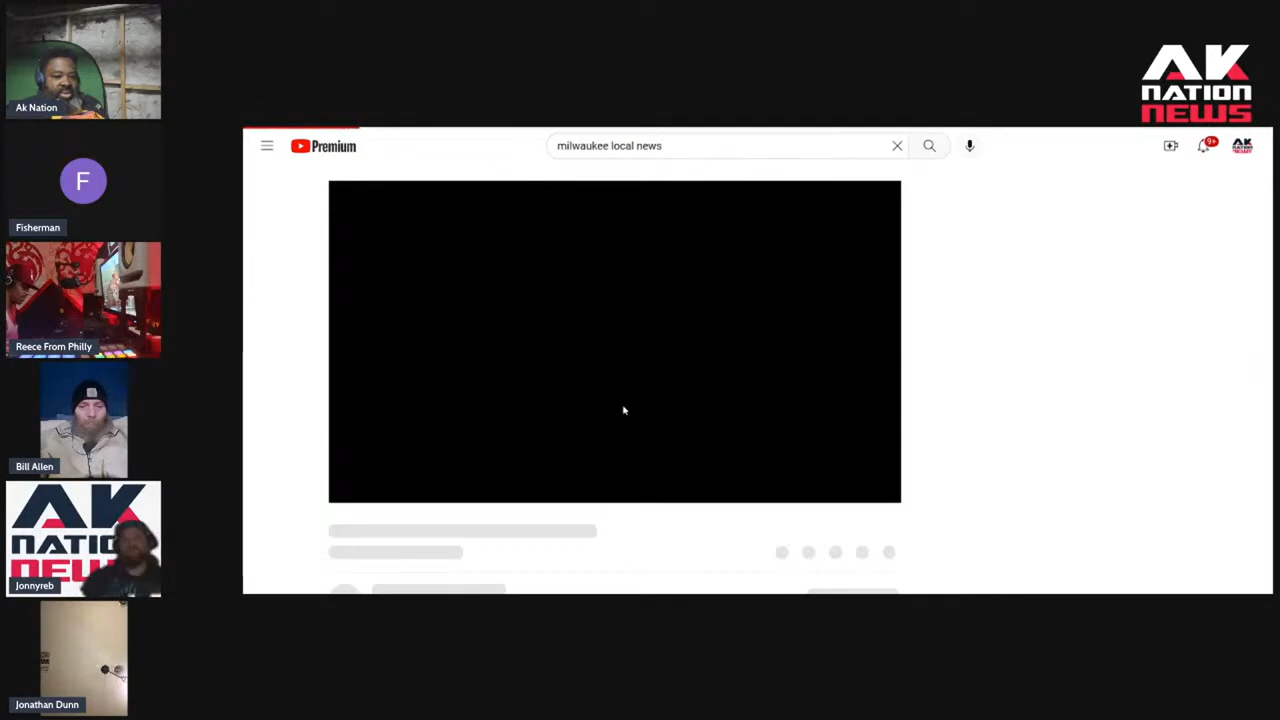 Ak Nation
F
Fisherman
Reece From Philly
Bill Allen
AK
NATIO
NEWS
Jonnyreb
Jonathan Dunn
AK
NATION
NEWS
Premium
milwaukee local news
9+